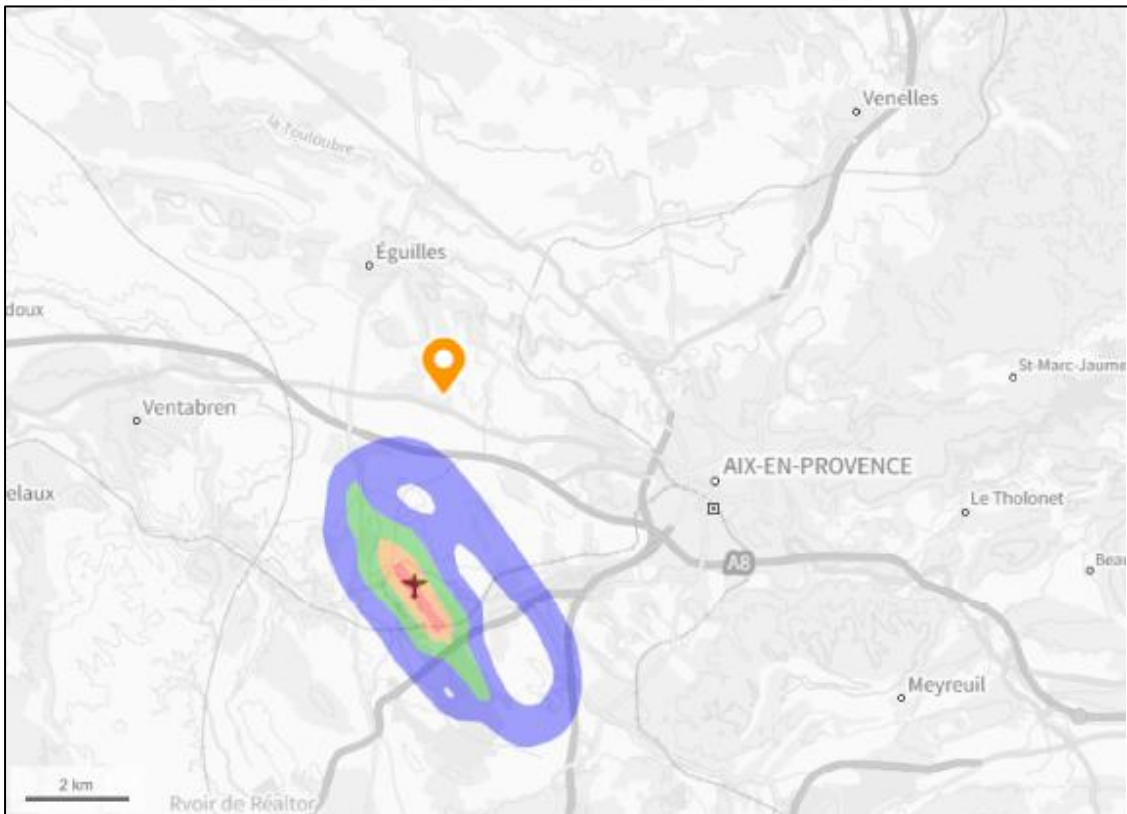 Venelles
la Touloubre
Éguilles
doux
St-Marc-Jaume
Ventabren
AIX-EN-PROVENCE
elaux
Le Tholonet
A8
Beau
Meyreuil
2 km
Rvoir de Réaltor